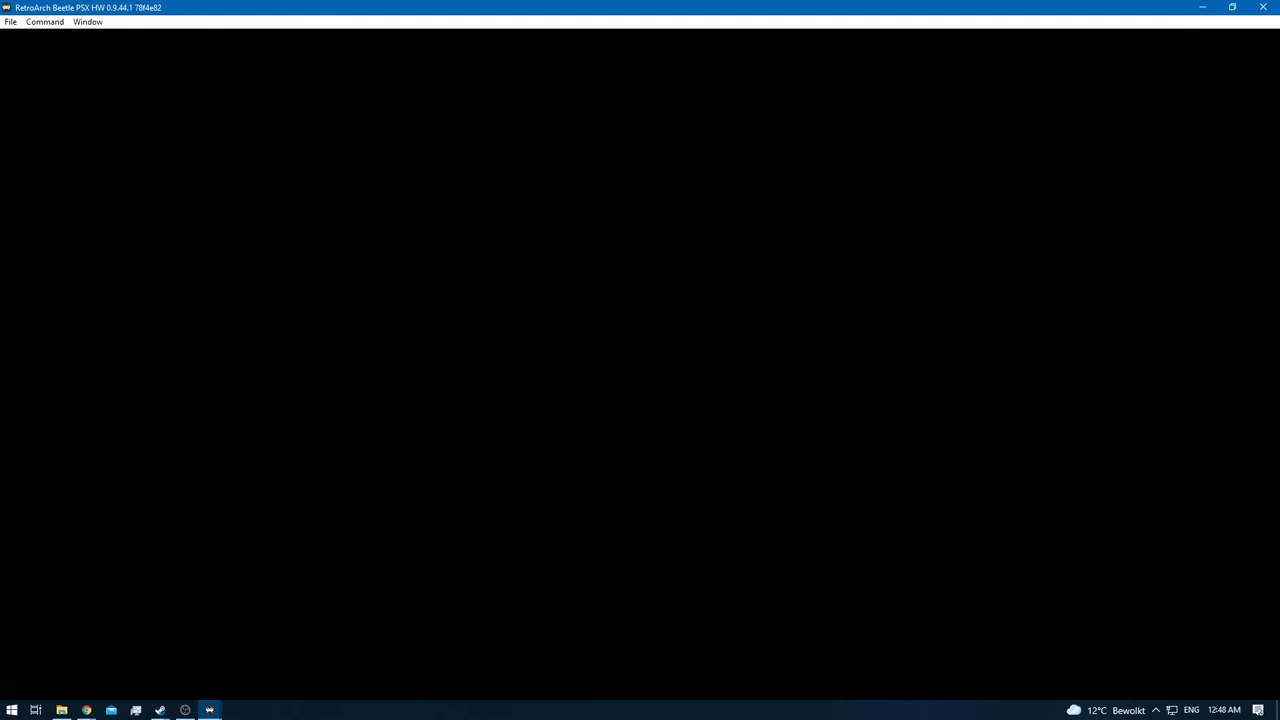 RetroArch Beetle PSX HW 0.9.44.1 78f4e82
File Command Window
12°C Bewolkt ENG 12:48 AM